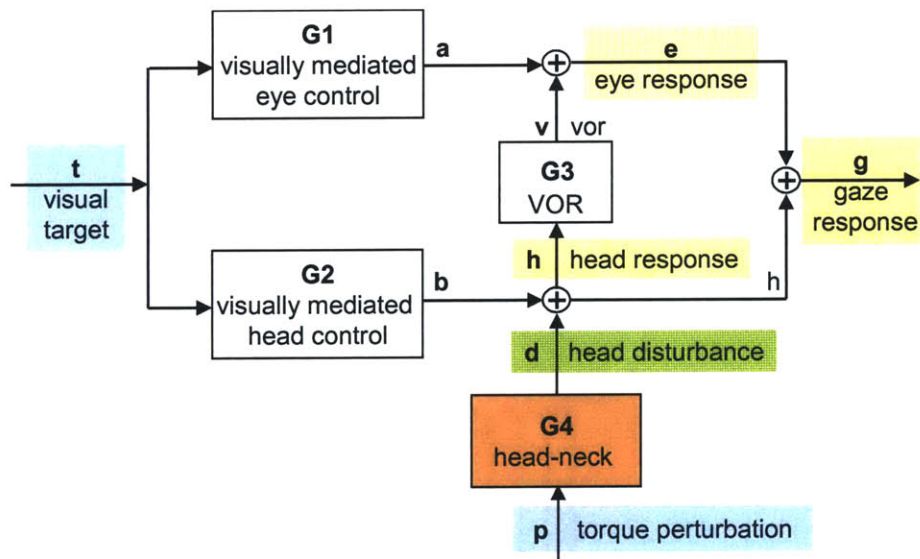 G1
visually mediated
eye control
a
e
eye response
v vor
t
visual
target
G3
VOR
g
gaze
response
G2
visually mediated
head control
b
h head response
h
d head disturbance
G4
head-neck
p torque perturbation